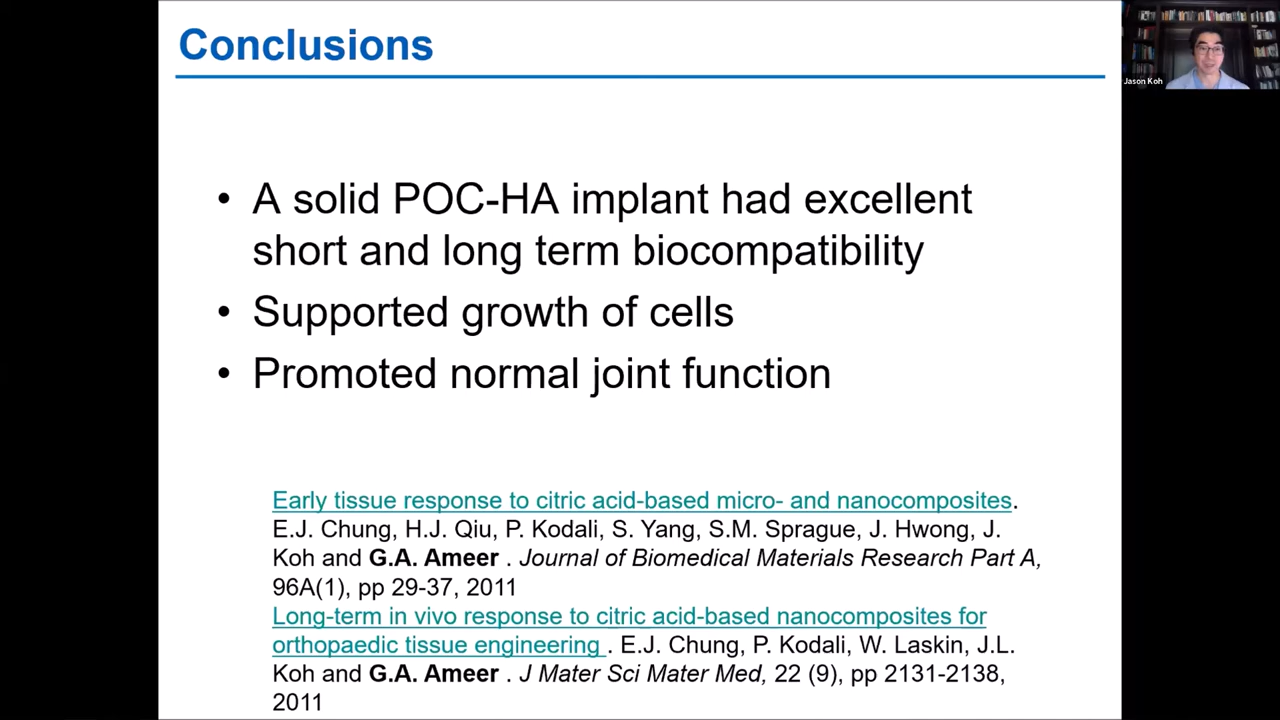 Conclusions
Jason Koh
• A solid POC-HA implant had excellent
short and long term biocompatibility
• Supported growth of cells
• Promoted normal joint function
Early tissue response to citric acid-based micro- and nanocomposites.
E.J. Chung, H.J. Qiu, P. Kodali, S. Yang, S.M. Sprague, J. Hwong, J.
Koh and G.A. Ameer . Journal of Biomedical Materials Research Part A,
96A(1), pp 29-37, 2011
Long-term in vivo response to citric acid-based nanocomposites for
orthopaedic tissue engineering . E.J. Chung, P. Kodali, W. Laskin, J.L.
Koh and G.A. Ameer . J Mater Sci Mater Med, 22 (9), pp 2131-2138,
2011